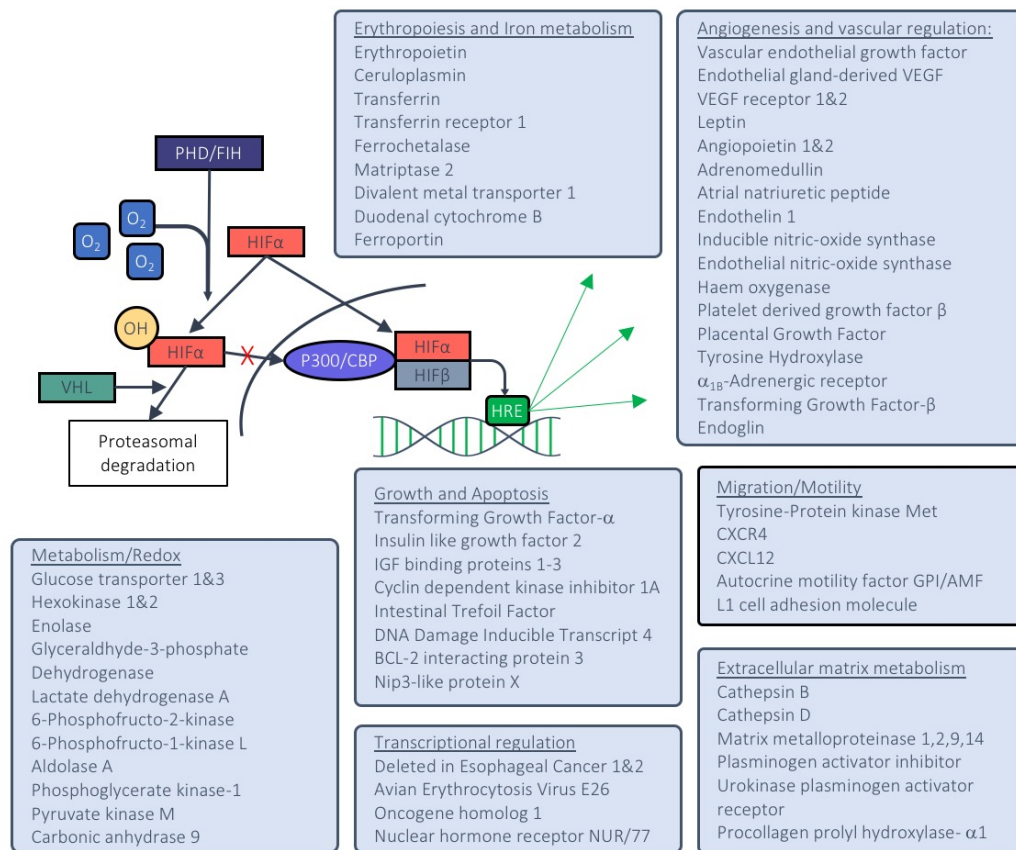 Erythropoiesis and Iron metabolism
Erythropoietin
Ceruloplasmin
Transferrin
Transferrin receptor 1
Ferrochetalase
Matriptase 2
Divalent metal transporter 1
Duodenal cytochrome B
Ferroportin
Angiogenesis and vascular regulation:
Vascular endothelial growth factor
Endothelial gland-derived VEGF
VEGF receptor 1&2
Leptin
Angiopoietin 1&2
Adrenomedullin
Atrial natriuretic peptide
Endothelin 1
Inducible nitric-oxide synthase
Endothelial nitric-oxide synthase
Haem oxygenase
Platelet derived growth factor β
Placental Growth Factor
Tyrosine Hydroxylase
α1B-Adrenergic receptor
Transforming Growth Factor-β
Endoglin
PHD/FIH
O2
O2
O2
HIFα
OH
HIFα
X
P300/CBP
HIFα
HIFβ
VHL
HRE
Proteasomal
degradation
Growth and Apoptosis
Transforming Growth Factor-α
Insulin like growth factor 2
IGF binding proteins 1-3
Cyclin dependent kinase inhibitor 1A
Intestinal Trefoil Factor
DNA Damage Inducible Transcript 4
BCL-2 interacting protein 3
Nip3-like protein X
Migration/Motility
Tyrosine-Protein kinase Met
CXCR4
CXCL12
Autocrine motility factor GPI/AMF
L1 cell adhesion molecule
Metabolism/Redox
Glucose transporter 1&3
Hexokinase 1&2
Enolase
Glyceraldhyde-3-phosphate
Dehydrogenase
Lactate dehydrogenase A
6-Phosphofructo-2-kinase
6-Phosphofructo-1-kinase L
Aldolase A
Phosphoglycerate kinase-1
Pyruvate kinase M
Carbonic anhydrase 9
Transcriptional regulation
Deleted in Esophageal Cancer 1&2
Avian Erythrocytosis Virus E26
Oncogene homolog 1
Nuclear hormone receptor NUR/77
Extracellular matrix metabolism
Cathepsin B
Cathepsin D
Matrix metalloproteinase 1,2,9,14
Plasminogen activator inhibitor
Urokinase plasminogen activator
receptor
Procollagen prolyl hydroxylase- α1